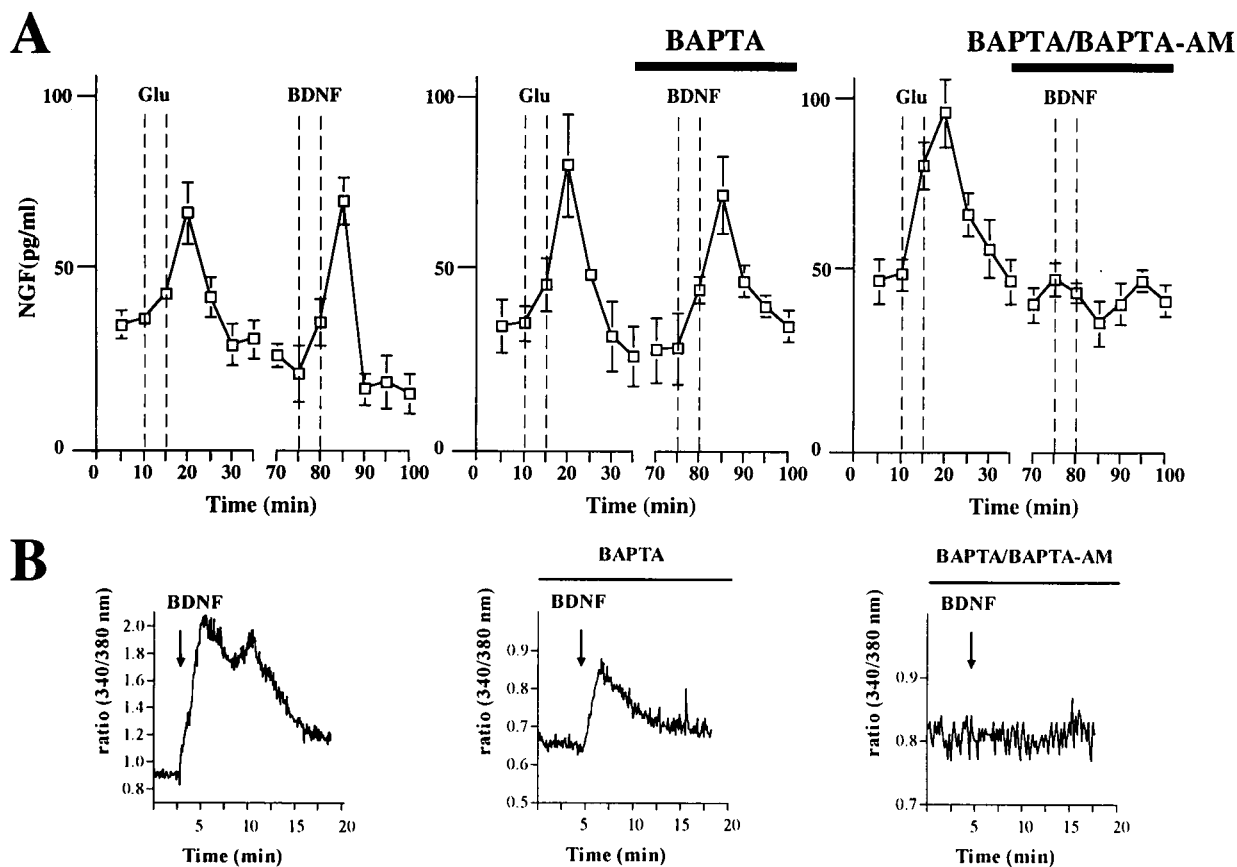 A
BAPTA
BAPTA/BAPTA-AM
NGF(pg/ml)
100
50
0
Glu
BDNF
0 10 20 30 70 80 90 100
Time (min)
100
50
0
Glu
BDNF
0 10 20 30 70 80 90 100
Time (min)
100
50
0
Glu
BDNF
0 10 20 30 70 80 90 100
Time (min)
B
ratio (340/380 nm)
2.0
1.8
1.6
1.4
1.2
1.0
0.8
BDNF
5 10 15 20
Time (min)
BAPTA
BDNF
ratio (340/380 nm)
0.9
0.8
0.7
0.6
0.5
5 10 15 20
Time (min)
BAPTA/BAPTA-AM
BDNF
ratio (340/380 nm)
0.9
0.8
0.7
5 10 15 20
Time (min)